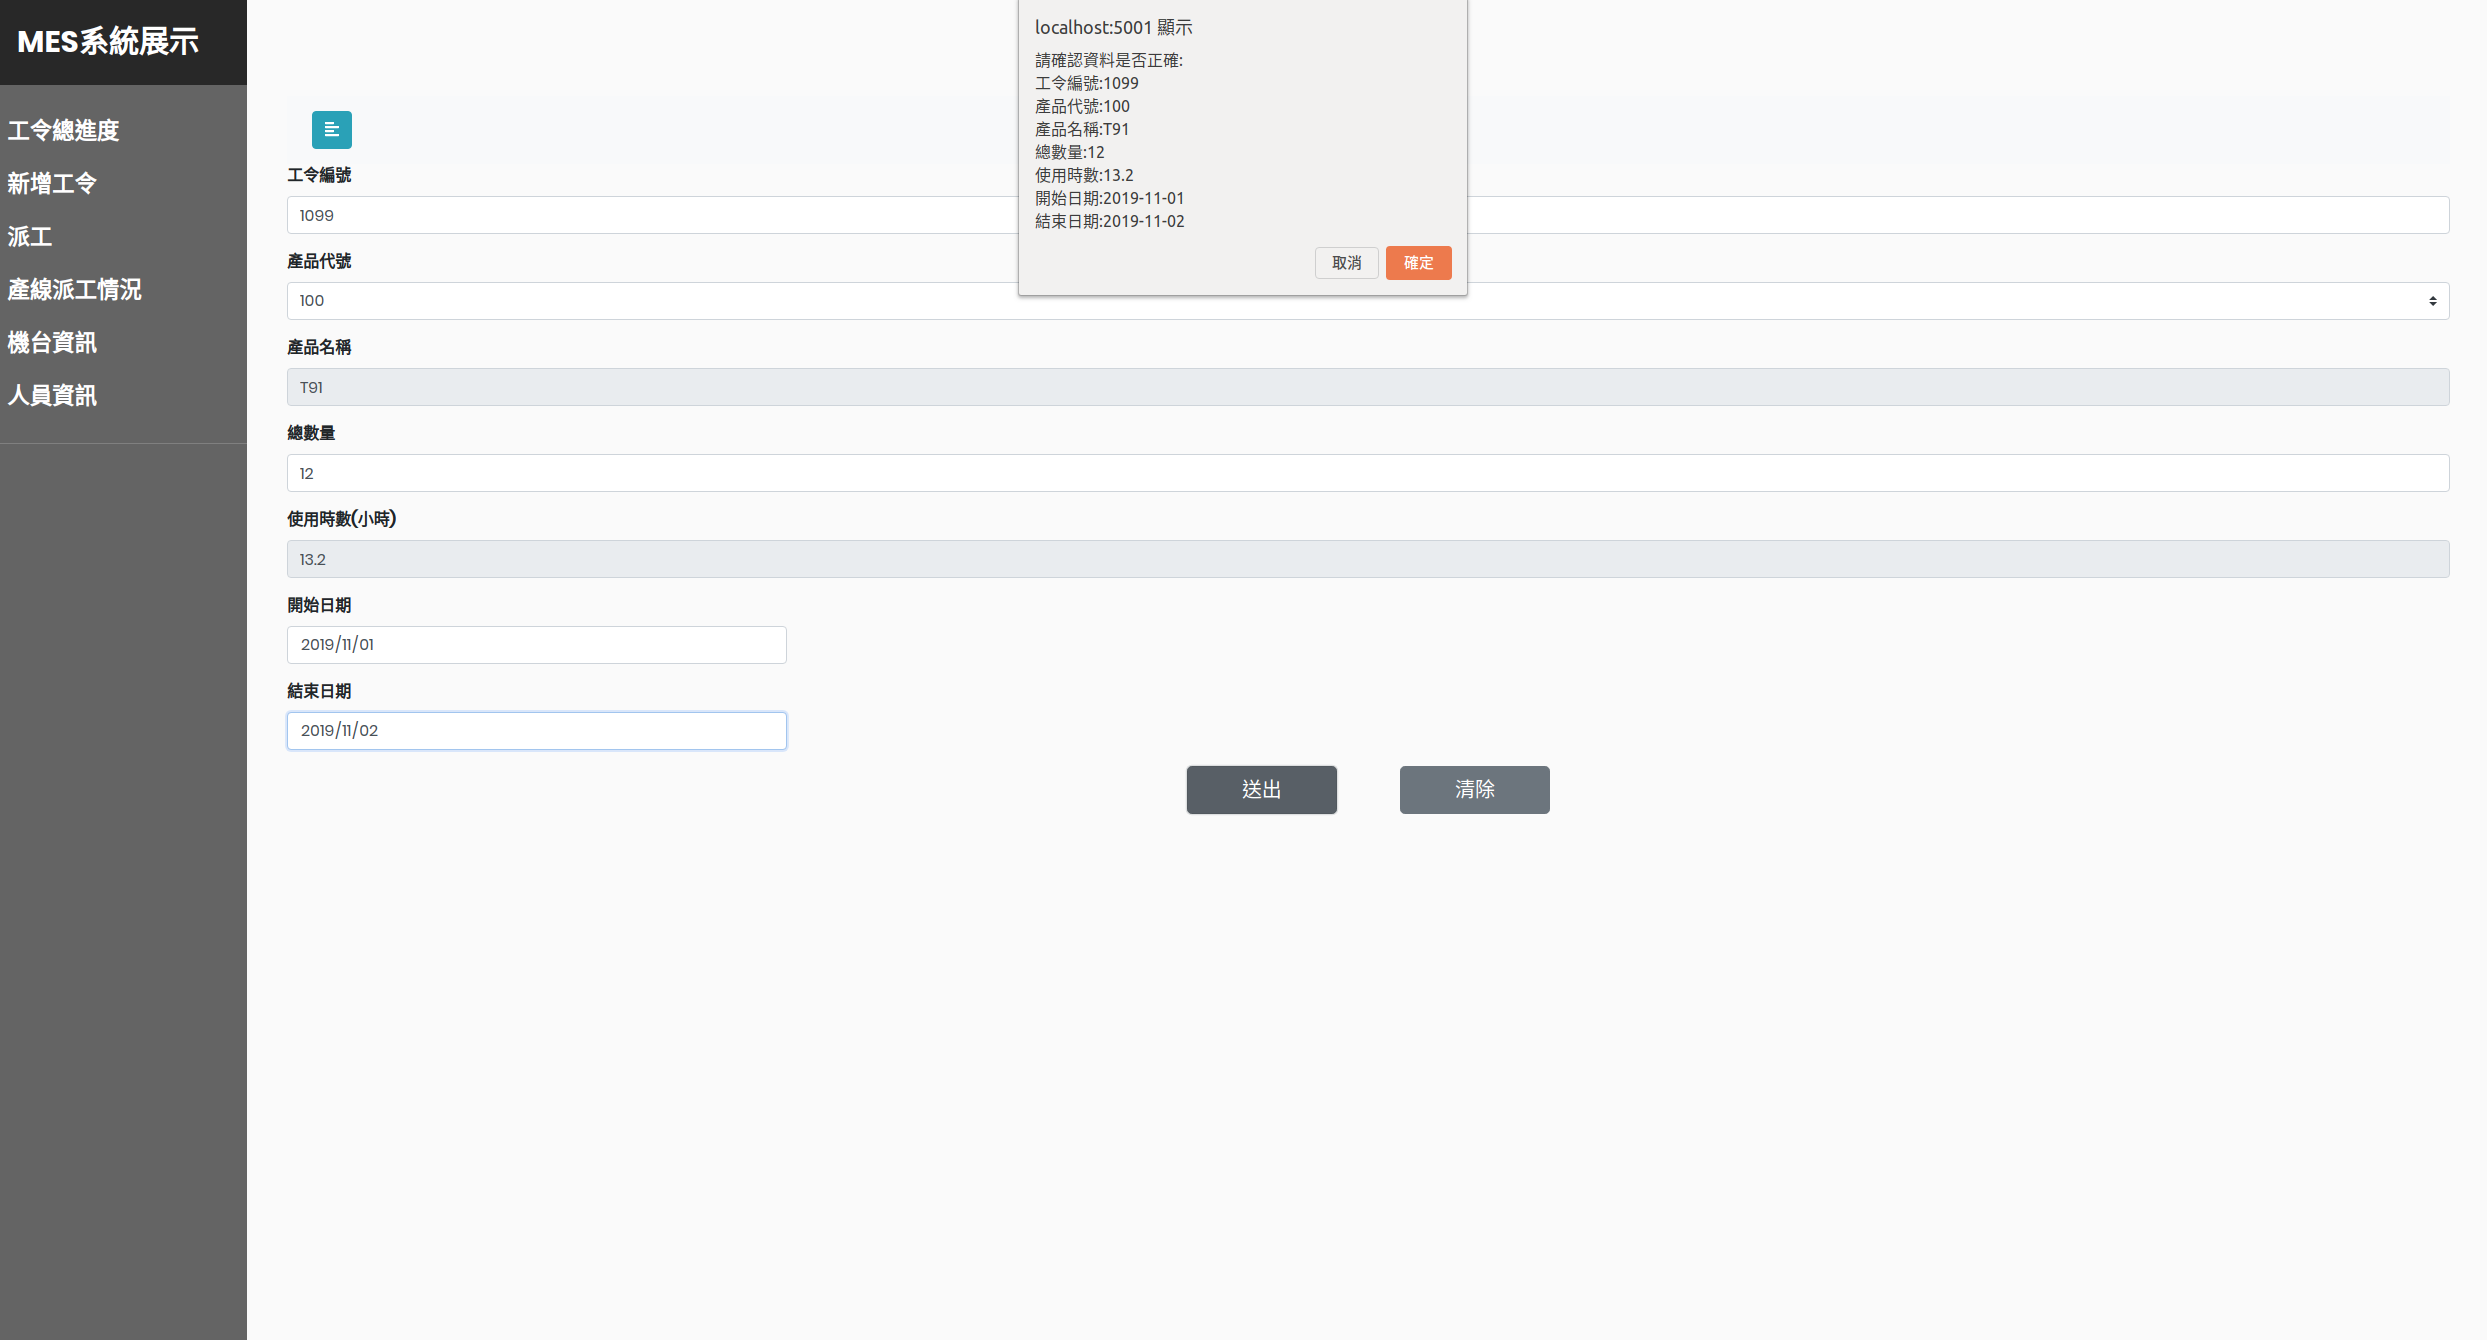 MES系統展示
工令總進度
新增工令
派工
產線派工情況
機台資訊
人員資訊
localhost:5001 顯示
請確認資料是否正確:
工令編號:1099
產品代號:100
產品名稱:T91
總數量:12
使用時數:13.2
開始日期:2019-11-01
結束日期:2019-11-02
取消
確定
工令編號
1099
產品代號
100
產品名稱
T91
總數量
12
使用時數(小時)
13.2
開始日期
2019/11/01
結束日期
2019/11/02
送出
清除